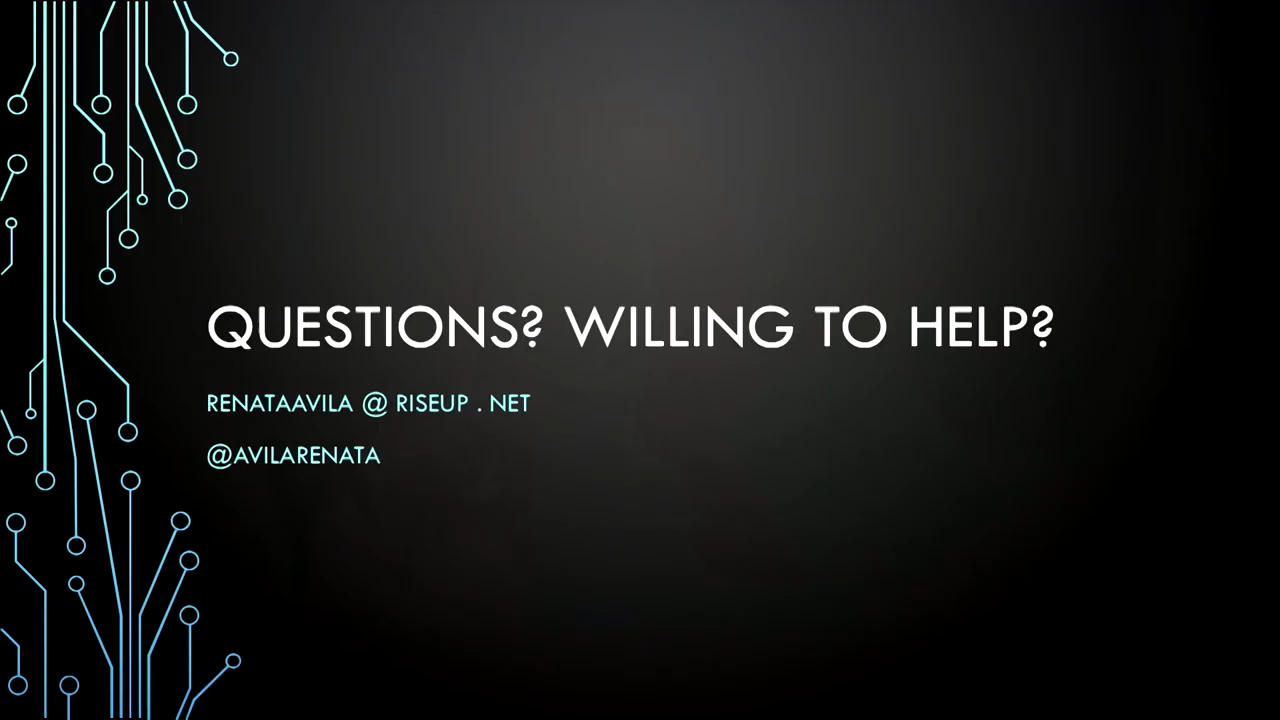 QUESTIONS? WILLING TO HELP?
RENATAAVILA @ RISEUP . NET
@AVILARENATA